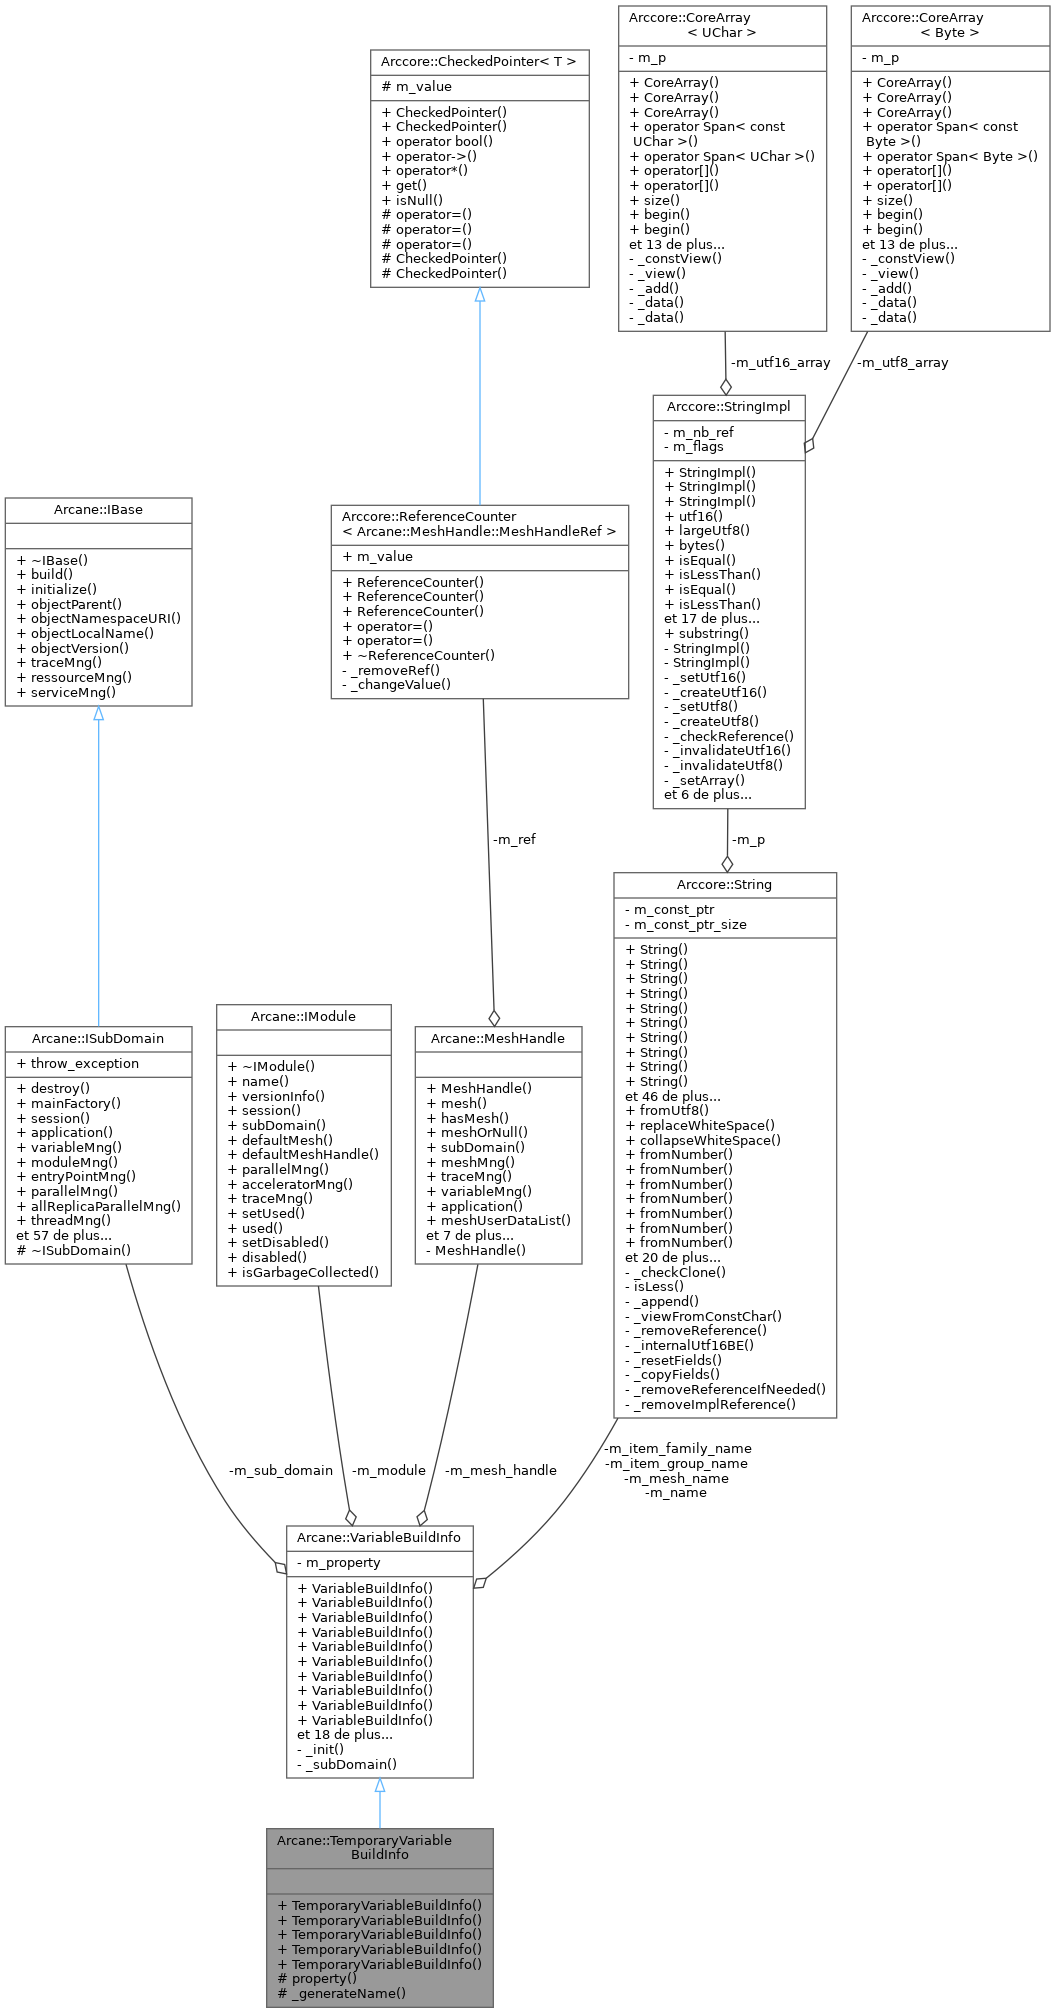 Arccore::CoreArray
< UChar >
- m_p
+ CoreArray()
+ CoreArray()
+ CoreArray()
+ operator Span< const
UChar >()
+ operator Span< UChar >()
+ operator[]()
+ operator[]()
+ size()
+ begin()
+ begin()
et 13 de plus...
- _constView()
- _view()
- _add()
- _data()
- _data()
Arccore::CoreArray
< Byte >
- m_p
+ CoreArray()
+ CoreArray()
+ CoreArray()
+ operator Span< const
Byte >()
+ operator Span< Byte >()
+ operator[]()
+ operator[]()
+ size()
+ begin()
+ begin()
et 13 de plus...
- _constView()
- _view()
- _add()
- _data()
- _data()
Arccore::CheckedPointer< T >
# m_value
+ CheckedPointer()
+ CheckedPointer()
+ operator bool()
+ operator->()
+ operator*()
+ get()
+ isNull()
# operator=()
# operator=()
# operator=()
# CheckedPointer()
# CheckedPointer()
-m_utf16_array
-m_utf8_array
Arccore::StringImpl
- m_nb_ref
- m_flags
+ StringImpl()
+ StringImpl()
+ StringImpl()
+ utf16()
+ largeUtf8()
+ bytes()
+ isEqual()
+ isLessThan()
+ isEqual()
+ isLessThan()
et 17 de plus...
+ substring()
- StringImpl()
- StringImpl()
- _setUtf16()
- _createUtf16()
- _setUtf8()
- _createUtf8()
- _checkReference()
- _invalidateUtf16()
- _invalidateUtf8()
- _setArray()
et 6 de plus...
Arcane::IBase
+ ~IBase()
+ build()
+ initialize()
+ objectParent()
+ objectNamespaceURI()
+ objectLocalName()
+ objectVersion()
+ traceMng()
+ ressourceMng()
+ serviceMng()
Arccore::ReferenceCounter
< Arcane::MeshHandle::MeshHandleRef >
+ m_value
+ ReferenceCounter()
+ ReferenceCounter()
+ ReferenceCounter()
+ operator=()
+ operator=()
+ ~ReferenceCounter()
- _removeRef()
- _changeValue()
-m_ref
-m_p
Arccore::String
- m_const_ptr
- m_const_ptr_size
+ String()
+ String()
+ String()
+ String()
+ String()
+ String()
+ String()
+ String()
+ String()
+ String()
et 46 de plus...
+ fromUtf8()
+ replaceWhiteSpace()
+ collapseWhiteSpace()
+ fromNumber()
+ fromNumber()
+ fromNumber()
+ fromNumber()
+ fromNumber()
+ fromNumber()
+ fromNumber()
et 20 de plus...
- _checkClone()
- isLess()
- _append()
- _viewFromConstChar()
- _removeReference()
- _internalUtf16BE()
- _resetFields()
- _copyFields()
- _removeReferenceIfNeeded()
- _removeImplReference()
Arcane::ISubDomain
+ throw_exception
+ destroy()
+ mainFactory()
+ session()
+ application()
+ variableMng()
+ moduleMng()
+ entryPointMng()
+ parallelMng()
+ allReplicaParallelMng()
+ threadMng()
et 57 de plus...
# ~ISubDomain()
Arcane::IModule
+ ~IModule()
+ name()
+ versionInfo()
+ session()
+ subDomain()
+ defaultMesh()
+ defaultMeshHandle()
+ parallelMng()
+ acceleratorMng()
+ traceMng()
+ setUsed()
+ used()
+ setDisabled()
+ disabled()
+ isGarbageCollected()
Arcane::MeshHandle
+ MeshHandle()
+ mesh()
+ hasMesh()
+ meshOrNull()
+ subDomain()
+ meshMng()
+ traceMng()
+ variableMng()
+ application()
+ meshUserDataList()
et 7 de plus...
- MeshHandle()
-m_sub_domain
-m_module
-m_mesh_handle
-m_item_family_name
-m_item_group_name
-m_mesh_name
-m_name
Arcane::VariableBuildInfo
- m_property
+ VariableBuildInfo()
+ VariableBuildInfo()
+ VariableBuildInfo()
+ VariableBuildInfo()
+ VariableBuildInfo()
+ VariableBuildInfo()
+ VariableBuildInfo()
+ VariableBuildInfo()
+ VariableBuildInfo()
+ VariableBuildInfo()
et 18 de plus...
- _init()
- _subDomain()
Arcane::TemporaryVariable
BuildInfo
+ TemporaryVariableBuildInfo()
+ TemporaryVariableBuildInfo()
+ TemporaryVariableBuildInfo()
+ TemporaryVariableBuildInfo()
+ TemporaryVariableBuildInfo()
# property()
# _generateName()